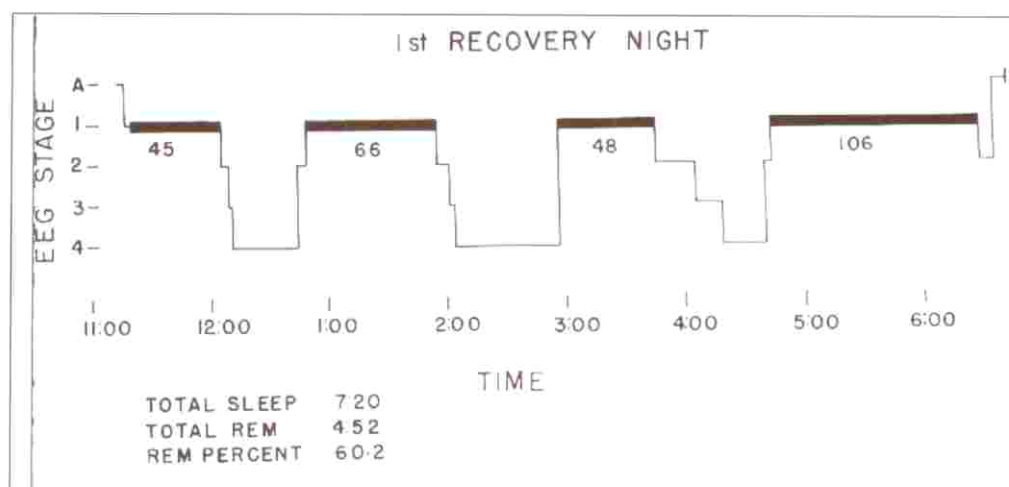 1st RECOVERY NIGHT
EEG STAGE
A
1
2
3
4
45 66 48 106
11:00 12:00 1:00 2:00 3:00 4:00 5:00 6:00
TIME
TOTAL SLEEP 7.20
TOTAL REM 4.52
REM PERCENT 60.2